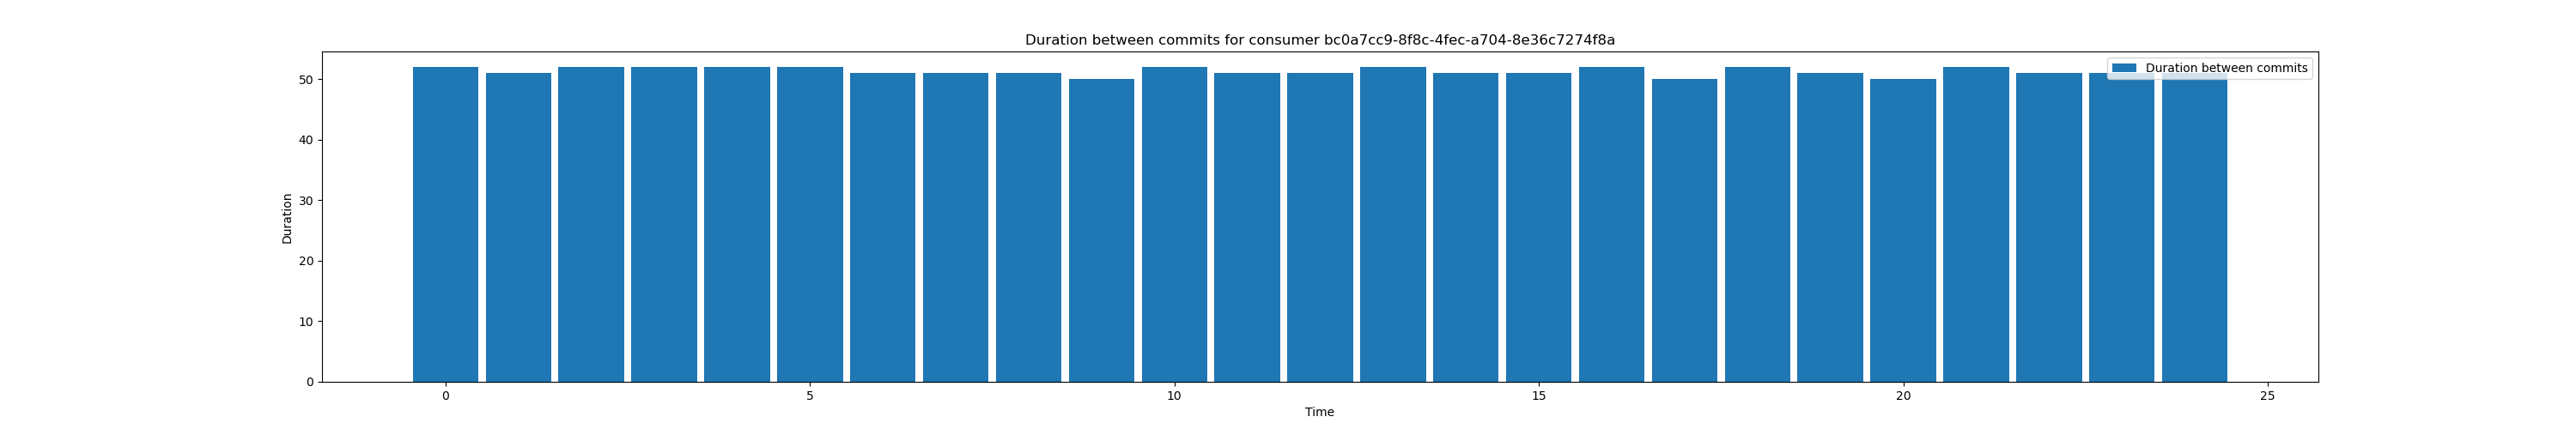 Duration between commits for consumer bc0a7cc9-8f8c-4fec-a704-8e36c7274f8a
Duration between commits
50
40
30
20
10
0
Duration
0 5 10 15 20 25
Time